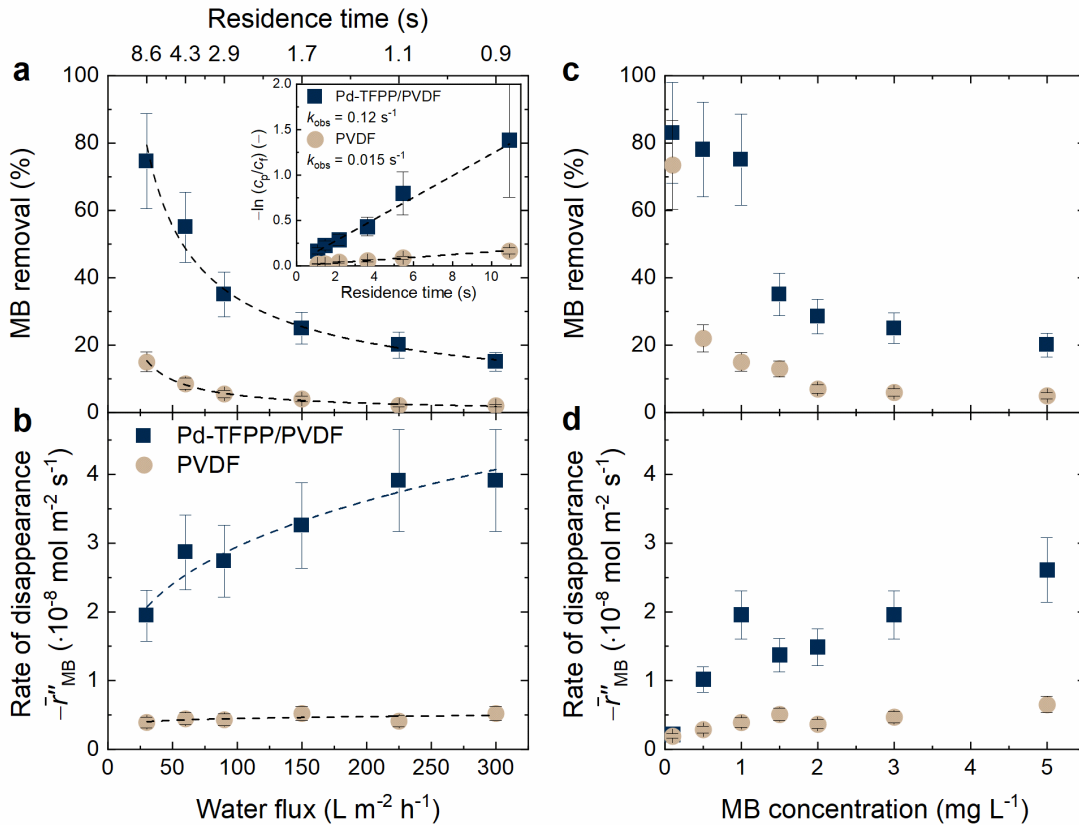 Residence time (s)
8.6 4.3 2.9 1.7 1.1 0.9
a
MB removal (%)
100
80
60
40
20
0
−ln (cp/cf) (−)
2.0
1.5
1.0
0.5
0.0
Pd-TFPP/PVDF
kobs = 0.12 s-1
PVDF
kobs = 0.015 s-1
0 2 4 6 8 10
Residence time (s)
c
MB removal (%)
100
80
60
40
20
0
b
Rate of disappearance
−r̅″MB (·10-8 mol m-2 s-1)
4
3
2
1
0
Pd-TFPP/PVDF
PVDF
0 50 100 150 200 250 300
Water flux (L m-2 h-1)
d
Rate of disappearance
−r̅″MB (·10-8 mol m-2 s-1)
4
3
2
1
0
0 1 2 3 4 5
MB concentration (mg L-1)